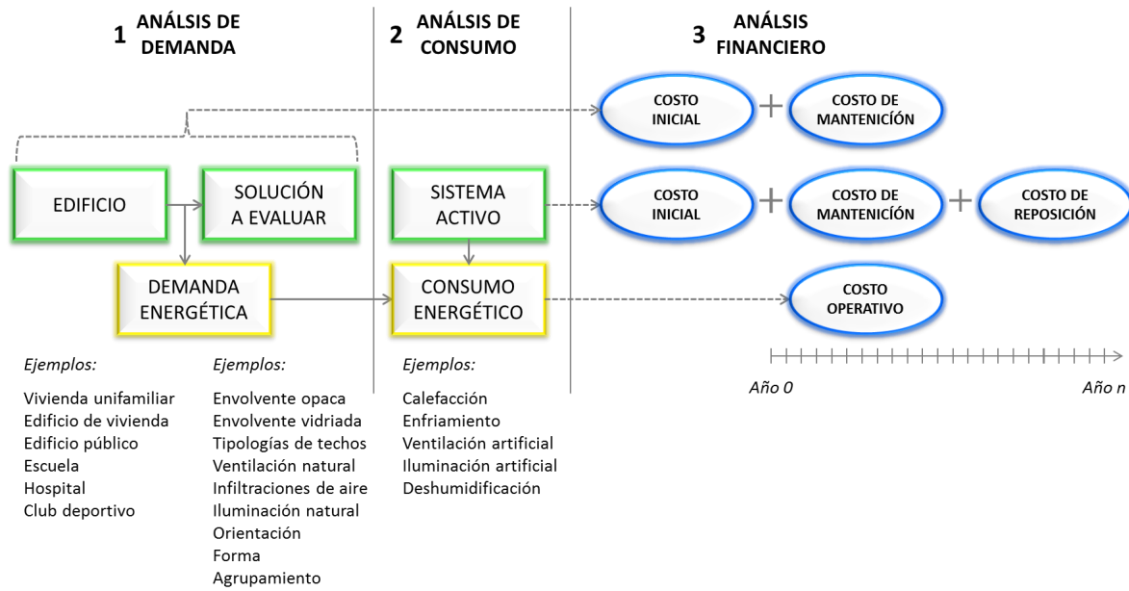 1 ANÁLSIS DE
DEMANDA
2 ANÁLISIS DE
CONSUMO
3 ANÁLSIS
FINANCIERO
COSTO
INICIAL
+
COSTO DE
MANTENICÍÓN
EDIFICIO
SOLUCIÓN
A EVALUAR
SISTEMA
ACTIVO
COSTO
INICIAL
+
COSTO DE
MANTENICÍÓN
+
COSTO DE
REPOSICIÓN
DEMANDA
ENERGÉTICA
CONSUMO
ENERGÉTICO
COSTO
OPERATIVO
Año 0
Año n
Ejemplos:
Vivienda unifamiliar
Edificio de vivienda
Edificio público
Escuela
Hospital
Club deportivo
Ejemplos:
Envolvente opaca
Envolvente vidriada
Tipologías de techos
Ventilación natural
Infiltraciones de aire
Iluminación natural
Orientación
Forma
Agrupamiento
Ejemplos:
Calefacción
Enfriamiento
Ventilación artificial
Iluminación artificial
Deshumidificación